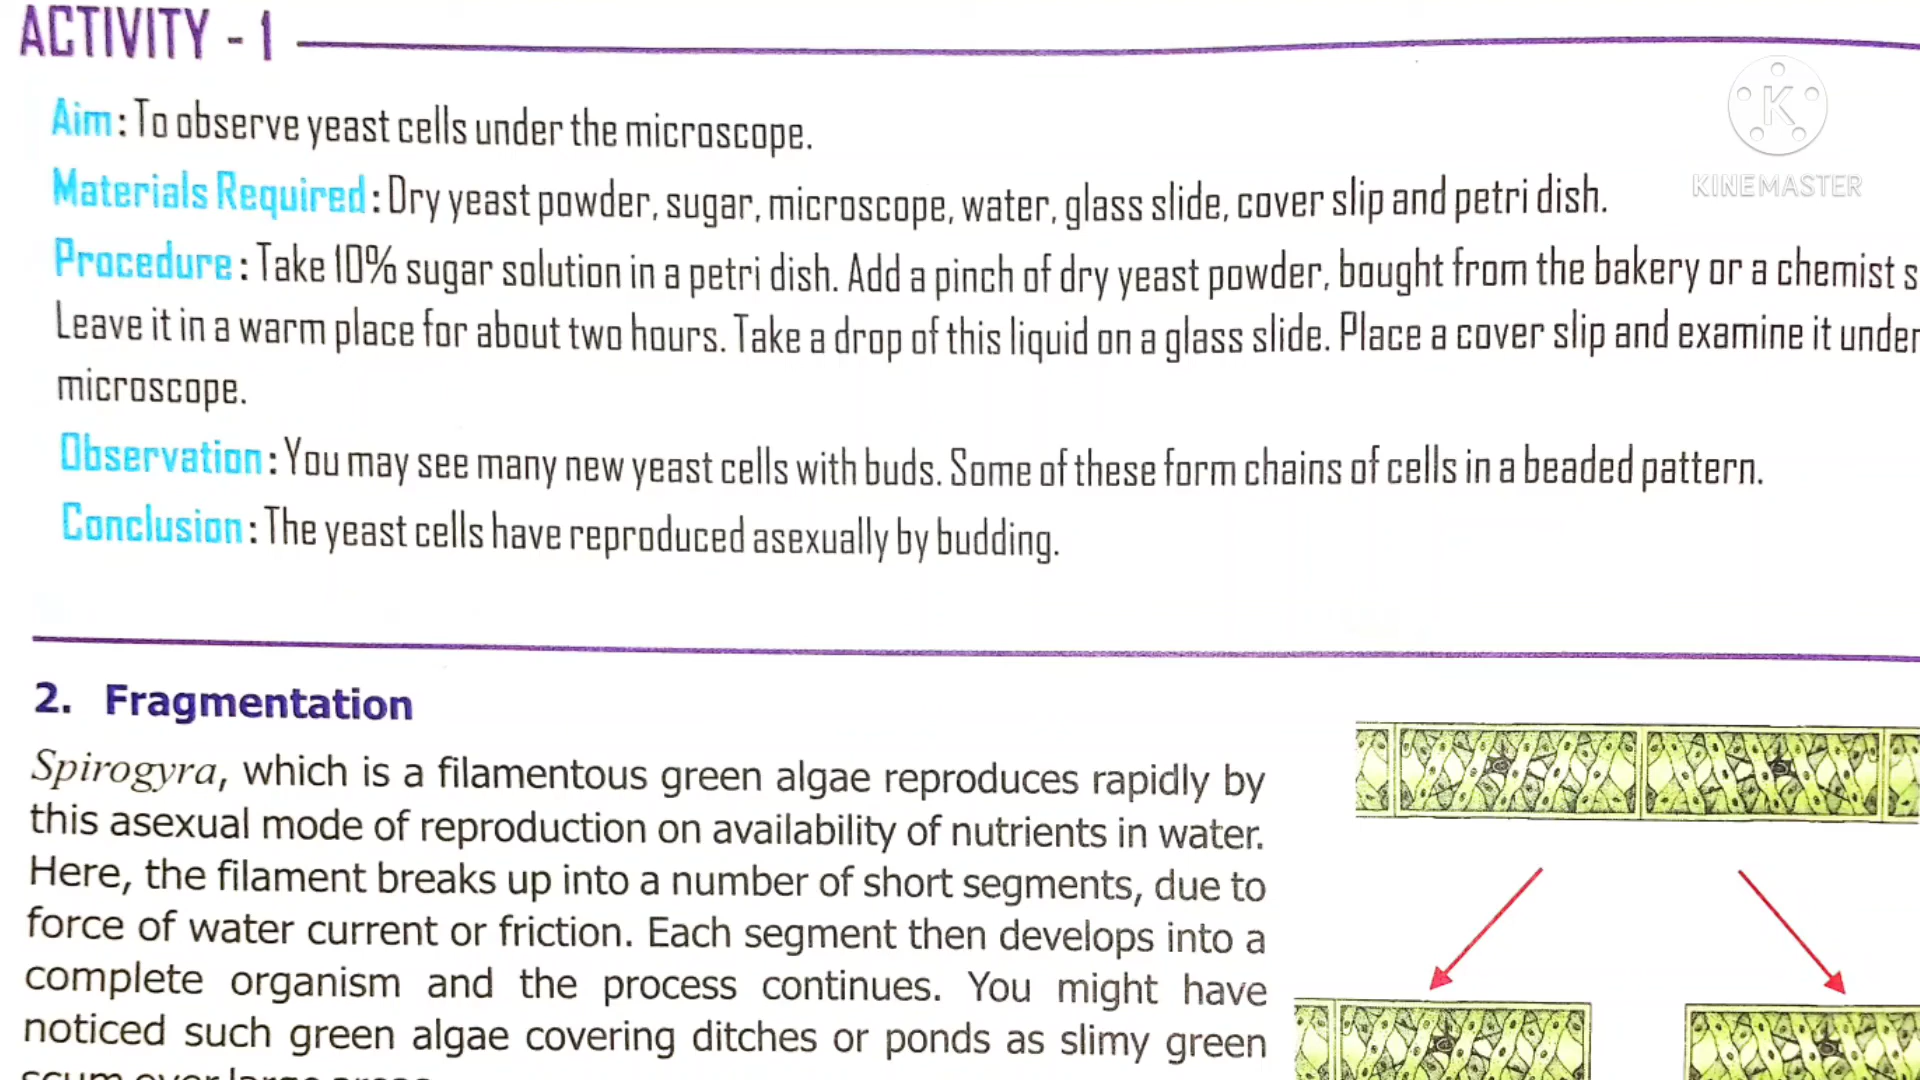 ACTIVITY - 1
Aim : To observe yeast cells under the microscope.
Materials Required : Dry yeast powder, sugar, microscope, water, glass slide, cover slip and petri dish.
KINEMASTER
Procedure : Take 10% sugar solution in a petri dish. Add a pinch of dry yeast powder, bought from the bakery or a chemist s
Leave it in a warm place for about two hours. Take a drop of this liquid on a glass slide. Place a cover slip and examine it under
microscope.
Observation : You may see many new yeast cells with buds. Some of these form chains of cells in a beaded pattern.
Conclusion : The yeast cells have reproduced asexually by budding.
2. Fragmentation
Spirogyra, which is a filamentous green algae reproduces rapidly by
this asexual mode of reproduction on availability of nutrients in water.
Here, the filament breaks up into a number of short segments, due to
force of water current or friction. Each segment then develops into a
complete organism and the process continues. You might have
noticed such green algae covering ditches or ponds as slimy green
scum over large areas